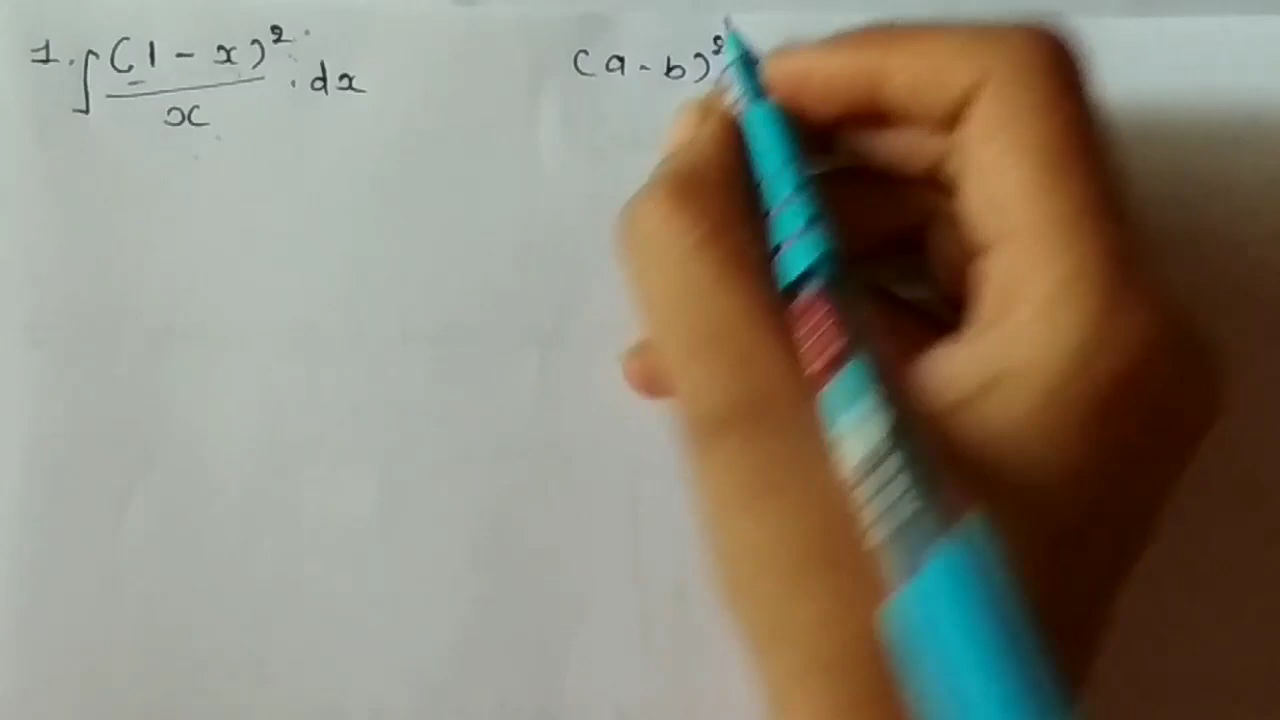 1. ∫ (1 - x)² / x . dx
(a - b)²